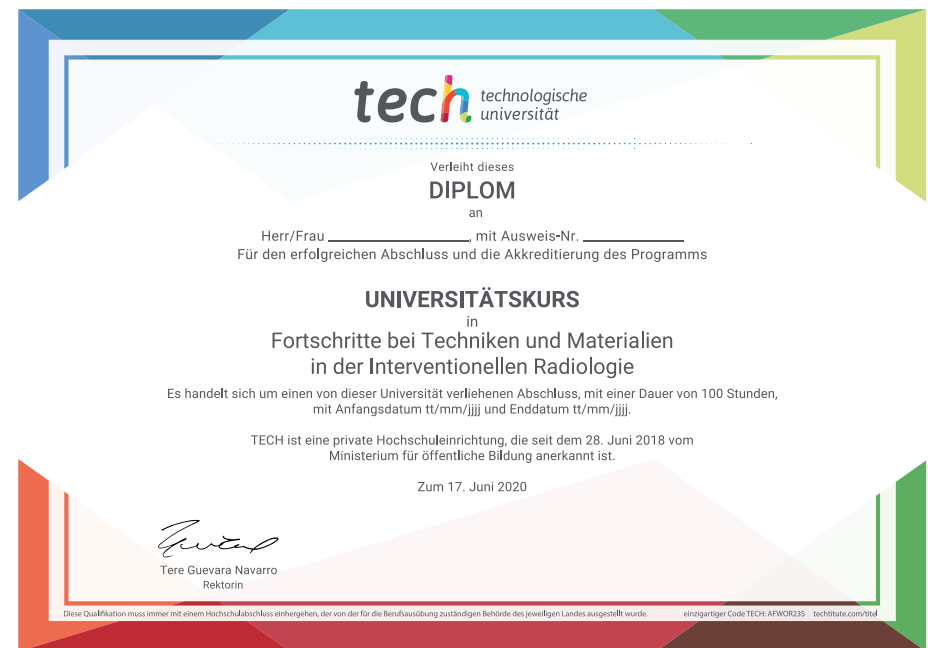 tech technologische
universität
Verleiht dieses
DIPLOM
an
Herr/Frau ____________________, mit Ausweis-Nr. ______________
Für den erfolgreichen Abschluss und die Akkreditierung des Programms
UNIVERSITÄTSKURS
in
Fortschritte bei Techniken und Materialien
in der Interventionellen Radiologie
Es handelt sich um einen von dieser Universität verliehenen Abschluss, mit einer Dauer von 100 Stunden,
mit Anfangsdatum tt/mm/jjjj und Enddatum tt/mm/jjjj.
TECH ist eine private Hochschuleinrichtung, die seit dem 28. Juni 2018 vom
Ministerium für öffentliche Bildung anerkannt ist.
Zum 17. Juni 2020
Tere Guevara Navarro
Rektorin
Diese Qualifikation muss immer mit einem Hochschulabschluss einhergehen, der von der für die Berufsausübung zuständigen Behörde des jeweiligen Landes ausgestellt wurde. einzigartiger Code TECH: AFWOR23S techtitute.com/titel